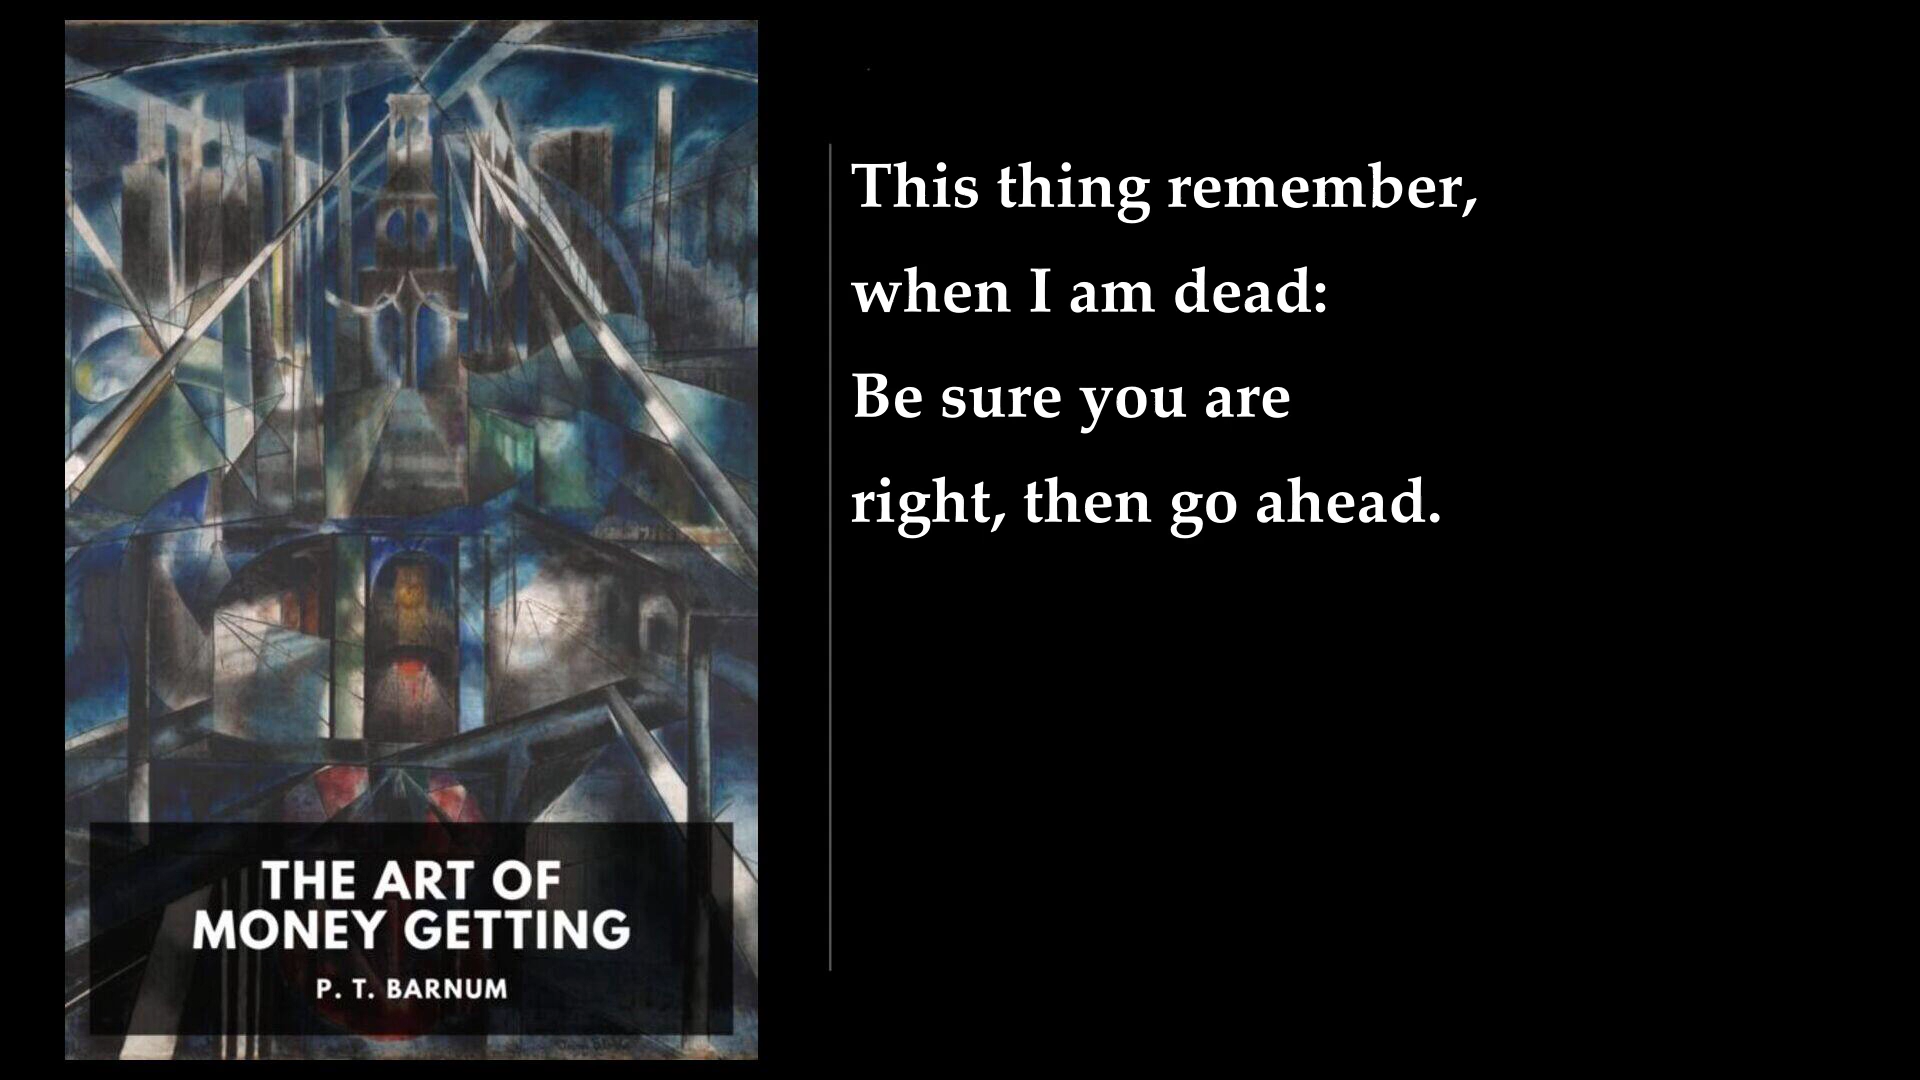 This thing remember,
when I am dead:
Be sure you are
right, then go ahead.
THE ART OF
MONEY GETTING
P. T. BARNUM